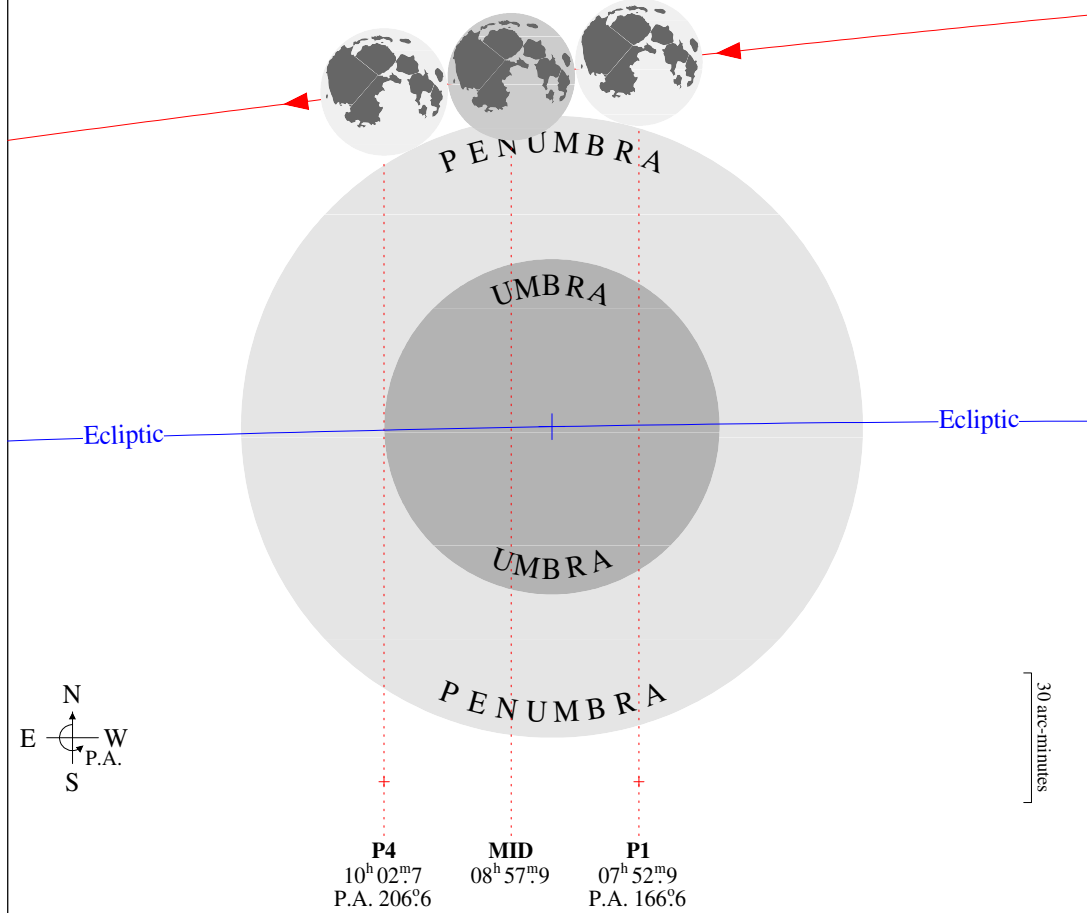 PENUMBRA
UMBRA
Ecliptic
Ecliptic
UMBRA
PENUMBRA
N
E W
P.A.
S
30 arc-minutes
P4 MID P1
10ʰ 02ᵐ.7 08ʰ 57ᵐ.9 07ʰ 52ᵐ.9
P.A. 206°.6 P.A. 166°.6